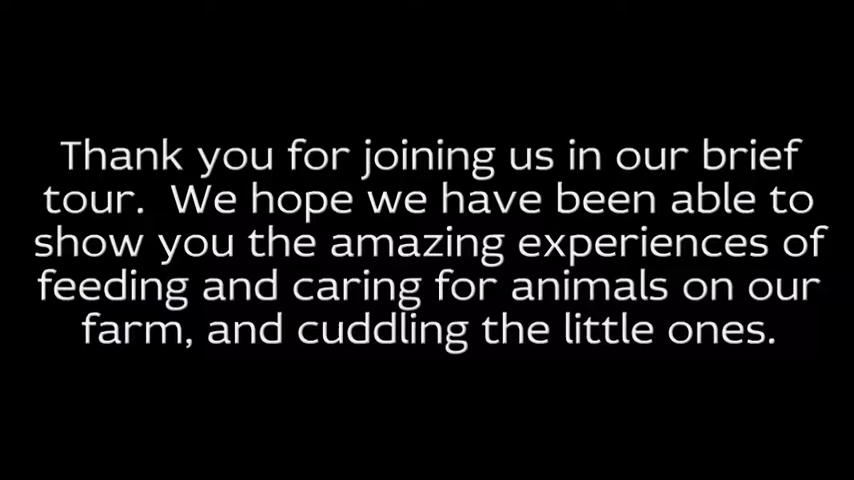 Thank you for joining us in our brief
tour.  We hope we have been able to
show you the amazing experiences of
feeding and caring for animals on our
farm, and cuddling the little ones.